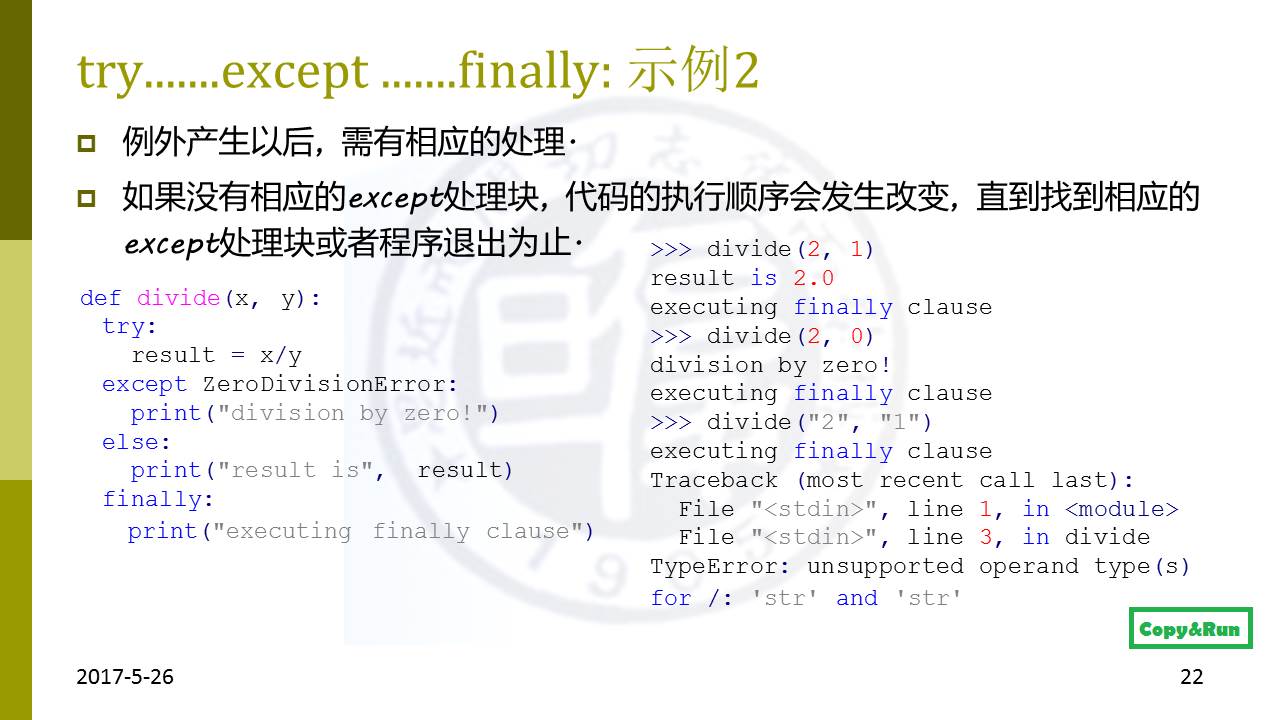 try.......except .......finally: 示例2
例外产生以后，需有相应的处理.
如果没有相应的except处理块，代码的执行顺序会发生改变，直到找到相应的
except处理块或者程序退出为止.
def divide(x, y):
try:
result = x/y
except ZeroDivisionError:
print("division by zero!")
else:
print("result is", result)
finally:
print("executing finally clause")
>>> divide(2, 1)
result is 2.0
executing finally clause
>>> divide(2, 0)
division by zero!
executing finally clause
>>> divide("2", "1")
executing finally clause
Traceback (most recent call last):
File "<stdin>", line 1, in <module>
File "<stdin>", line 3, in divide
TypeError: unsupported operand type(s)
for /: 'str' and 'str'
Copy&Run
2017-5-26
22